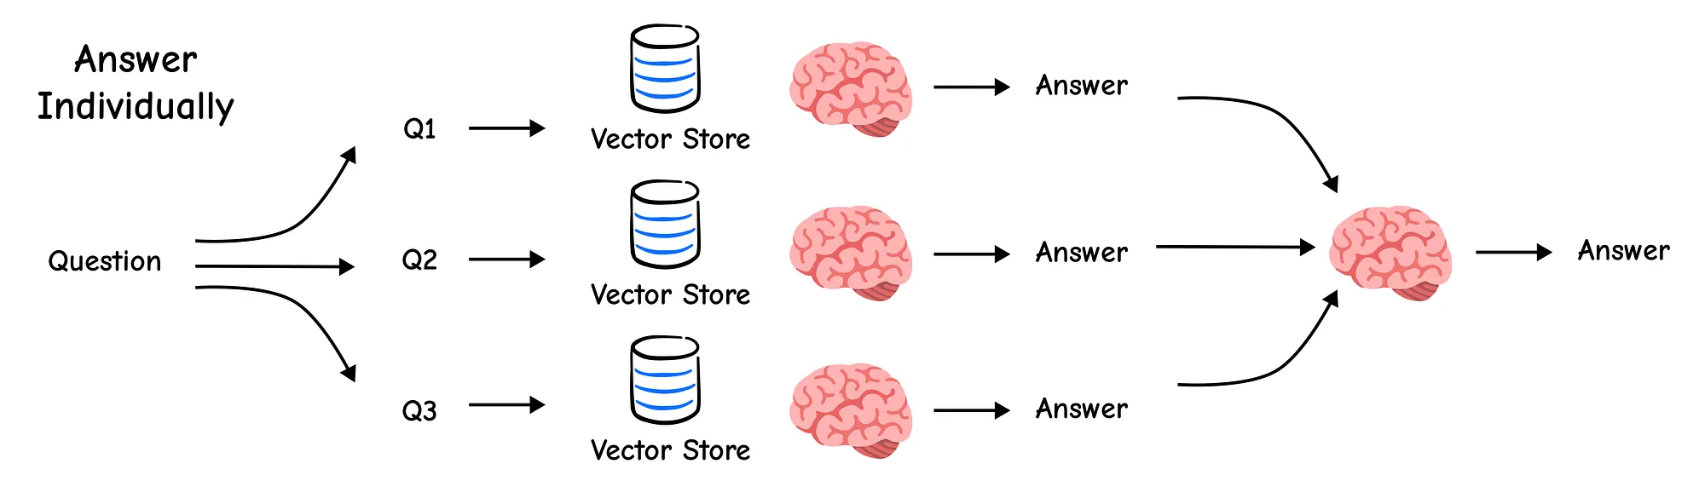 Answer
Individually
Question
Q1
Vector Store
Answer
Q2
Vector Store
Answer
Q3
Vector Store
Answer
Answer